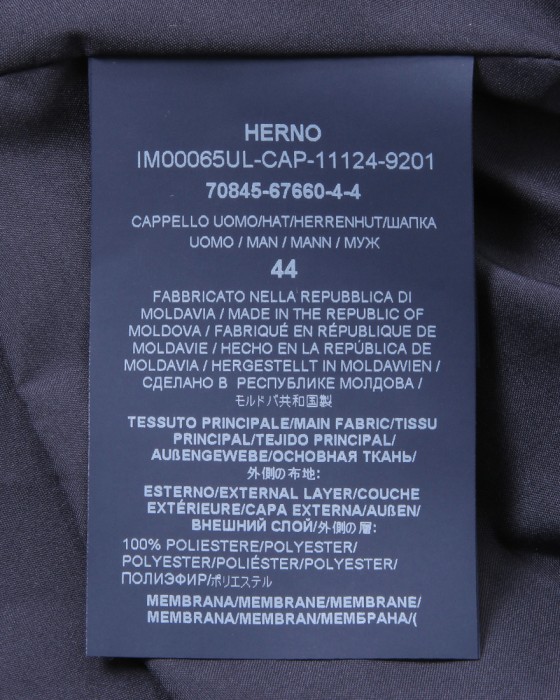 HERNO
IM00065UL-CAP-11124-9201
70845-67660-4-4
CAPPELLO UOMO/HAT/HERRENHUT/ШАПКА
UOMO / MAN / MANN / МУЖ
44
FABBRICATO NELLA REPUBBLICA DI
MOLDAVIA / MADE IN THE REPUBLIC OF
MOLDOVA / FABRIQUÉ EN RÉPUBLIQUE DE
MOLDAVIE / HECHO EN LA REPÚBLICA DE
MOLDAVIA / HERGESTELLT IN MOLDAWIEN /
СДЕЛАНО В РЕСПУБЛИКЕ МОЛДОВА /
モルドバ共和国製
TESSUTO PRINCIPALE/MAIN FABRIC/TISSU
PRINCIPAL/TEJIDO PRINCIPAL/
AUßENGEWEBE/ОСНОВНАЯ ТКАНЬ/
外側の布地:
ESTERNO/EXTERNAL LAYER/COUCHE
EXTÉRIEURE/CAPA EXTERNA/AUßEN/
ВНЕШНИЙ СЛОЙ/外側の層:
100% POLIESTERE/POLYESTER/
POLYESTER/POLIÉSTER/POLYESTER/
ПОЛИЭФИР/ポリエステル
MEMBRANA/MEMBRANE/MEMBRANE/
MEMBRANA/MEMBRAN/МЕМБРАНА/(